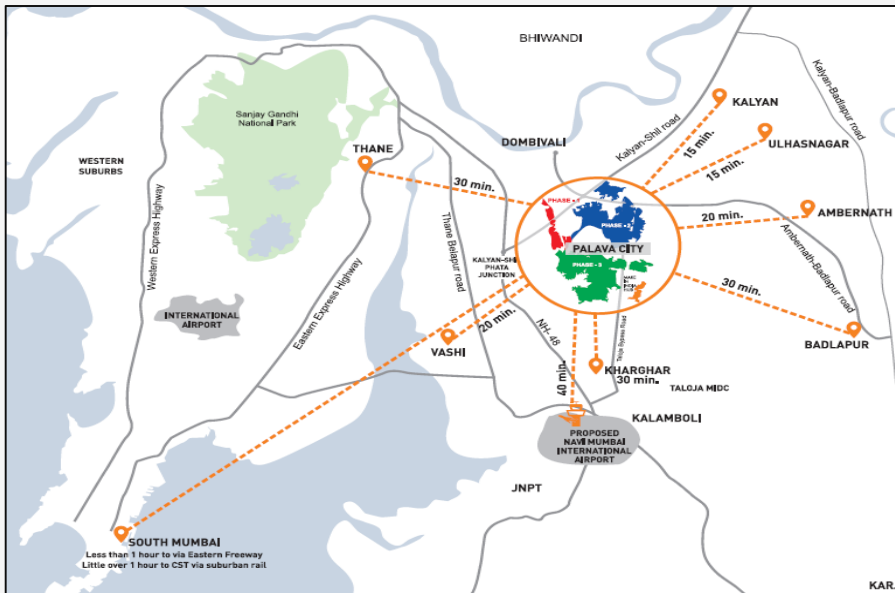 BHIWANDI
Sanjay Gandhi
National Park
WESTERN
SUBURBS
Western Express Highway
INTERNATIONAL
AIRPORT
Eastern Express Highway
THANE
30 min.
Thane Belapur road
DOMBIVALI
Kalyan-Shil road
Kalyan-Badlapur road
KALYAN
15 min.
ULHASNAGAR
15 min.
AMBERNATH
20 min.
Ambernath-Badlapur road
30 min.
BADLAPUR
PHASE - 1
PHASE - 2
PALAVA CITY
PHASE - 3
KALYAN-SHI
PHATA
JUNCTION
20 min.
VASHI
NH- 48
Taloja Bypass Road
KHARGHAR
30 min.
40 min.
TALOJA MIDC
KALAMBOLI
PROPOSED
NAVI MUMBAI
INTERNATIONAL
AIRPORT
JNPT
SOUTH MUMBAI
Less than 1 hour to via Eastern Freeway
Little over 1 hour to CST via suburban rail
KARJ